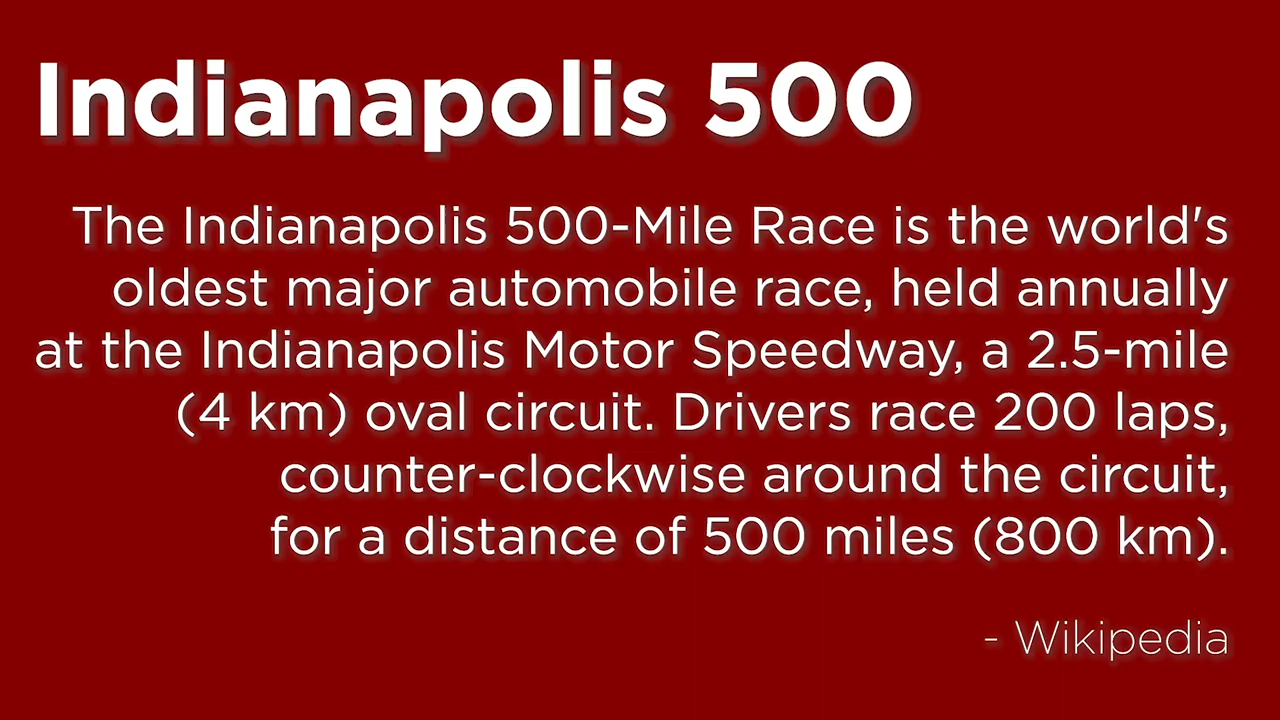 Indianapolis 500
The Indianapolis 500-Mile Race is the world's
oldest major automobile race, held annually
at the Indianapolis Motor Speedway, a 2.5-mile
(4 km) oval circuit. Drivers race 200 laps,
counter-clockwise around the circuit,
for a distance of 500 miles (800 km).
- Wikipedia